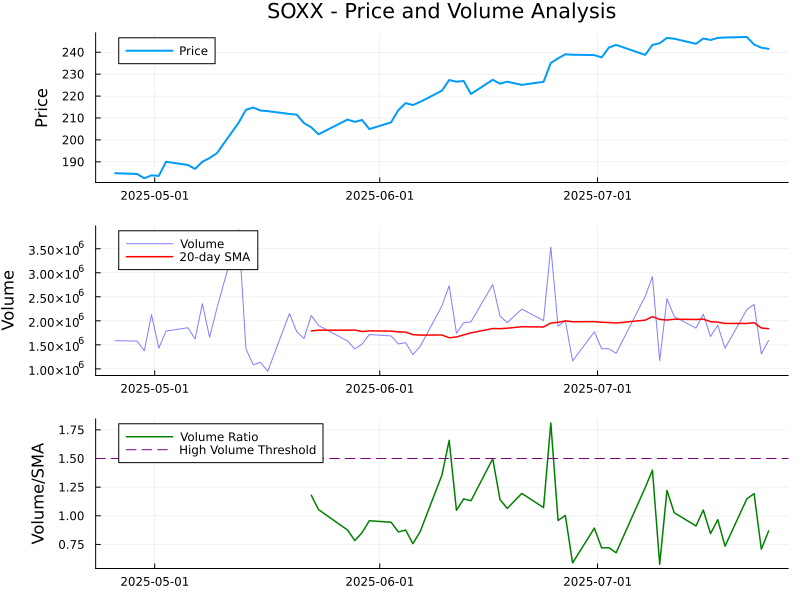 SOXX - Price and Volume Analysis
Price
Price
240
230
220
210
200
190
2025-05-01 2025-06-01 2025-07-01
Volume
Volume
20-day SMA
3.50×10⁶
3.00×10⁶
2.50×10⁶
2.00×10⁶
1.50×10⁶
1.00×10⁶
2025-05-01 2025-06-01 2025-07-01
Volume/SMA
Volume Ratio
High Volume Threshold
1.75
1.50
1.25
1.00
0.75
2025-05-01 2025-06-01 2025-07-01